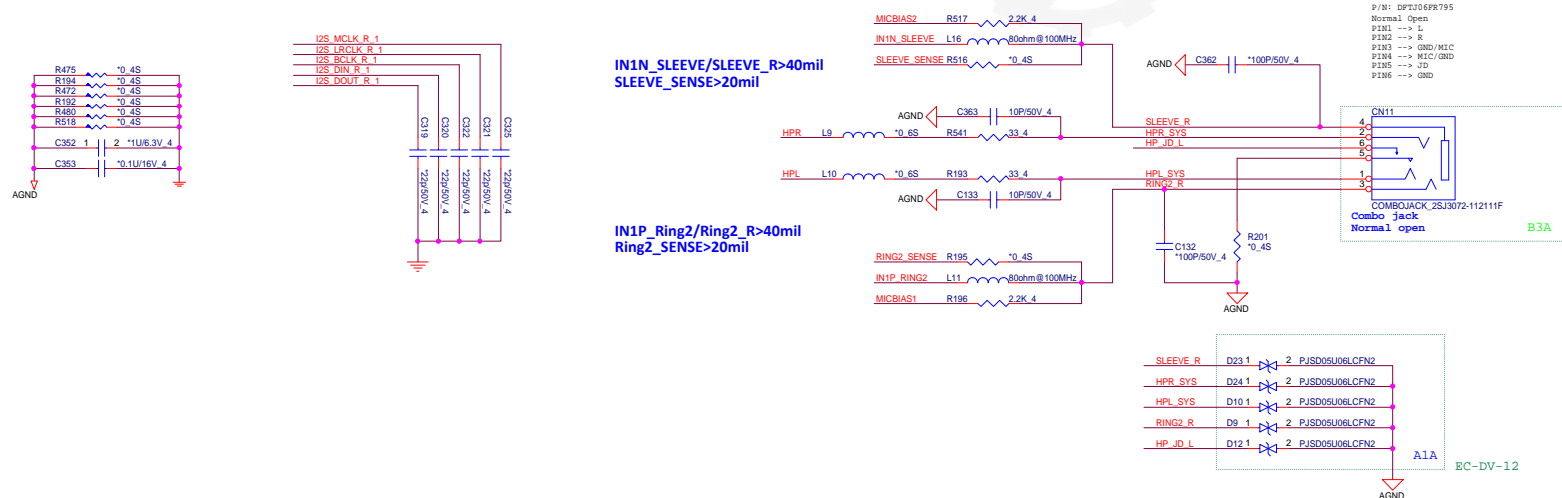 P/N: DFTJ06FR795
Normal Open
PIN1 --> L
PIN2 --> R
PIN3 --> GND/MIC
PIN4 --> MIC/GND
PIN5 --> JD
PIN6 --> GND
R475 *0_4S
R194 *0_4S
R472 *0_4S
R192 *0_4S
R480 *0_4S
R518 *0_4S
C352 1 2 *1U/6.3V_4
C353 *0.1U/16V_4
AGND
I2S_MCLK_R_1
I2S_LRCLK_R_1
I2S_BCLK_R_1
I2S_DIN_R_1
I2S_DOUT_R_1
C319 C320 C322 C321 C325
*22p/50V_4 *22p/50V_4 *22p/50V_4 *22p/50V_4 *22p/50V_4
IN1N_SLEEVE/SLEEVE_R>40mil
SLEEVE_SENSE>20mil
IN1P_Ring2/Ring2_R>40mil
Ring2_SENSE>20mil
MICBIAS2 R517 2.2K_4
IN1N_SLEEVE L16 80ohm@100MHz
SLEEVE_SENSE R516 *0_4S
AGND C362 *100P/50V_4
AGND C363 10P/50V_4
HPR L9 *0_6S R541 33_4
HPL L10 *0_6S R193 33_4
AGND C133 10P/50V_4
SLEEVE_R
HPR_SYS
HP_JD_L
HPL_SYS
RING2_R
CN11
4
2
6
5
1
3
COMBOJACK_2SJ3072-112111F
Combo jack
Normal open
B3A
RING2_SENSE R195 *0_4S
IN1P_RING2 L11 80ohm@100MHz
MICBIAS1 R196 2.2K_4
C132
*100P/50V_4
R201
*0_4S
AGND
SLEEVE_R D23 1 2 PJSD05U06LCFN2
HPR_SYS D24 1 2 PJSD05U06LCFN2
HPL_SYS D10 1 2 PJSD05U06LCFN2
RING2_R D9 1 2 PJSD05U06LCFN2
HP_JD_L D12 1 2 PJSD05U06LCFN2
A1A
EC-DV-12
AGND